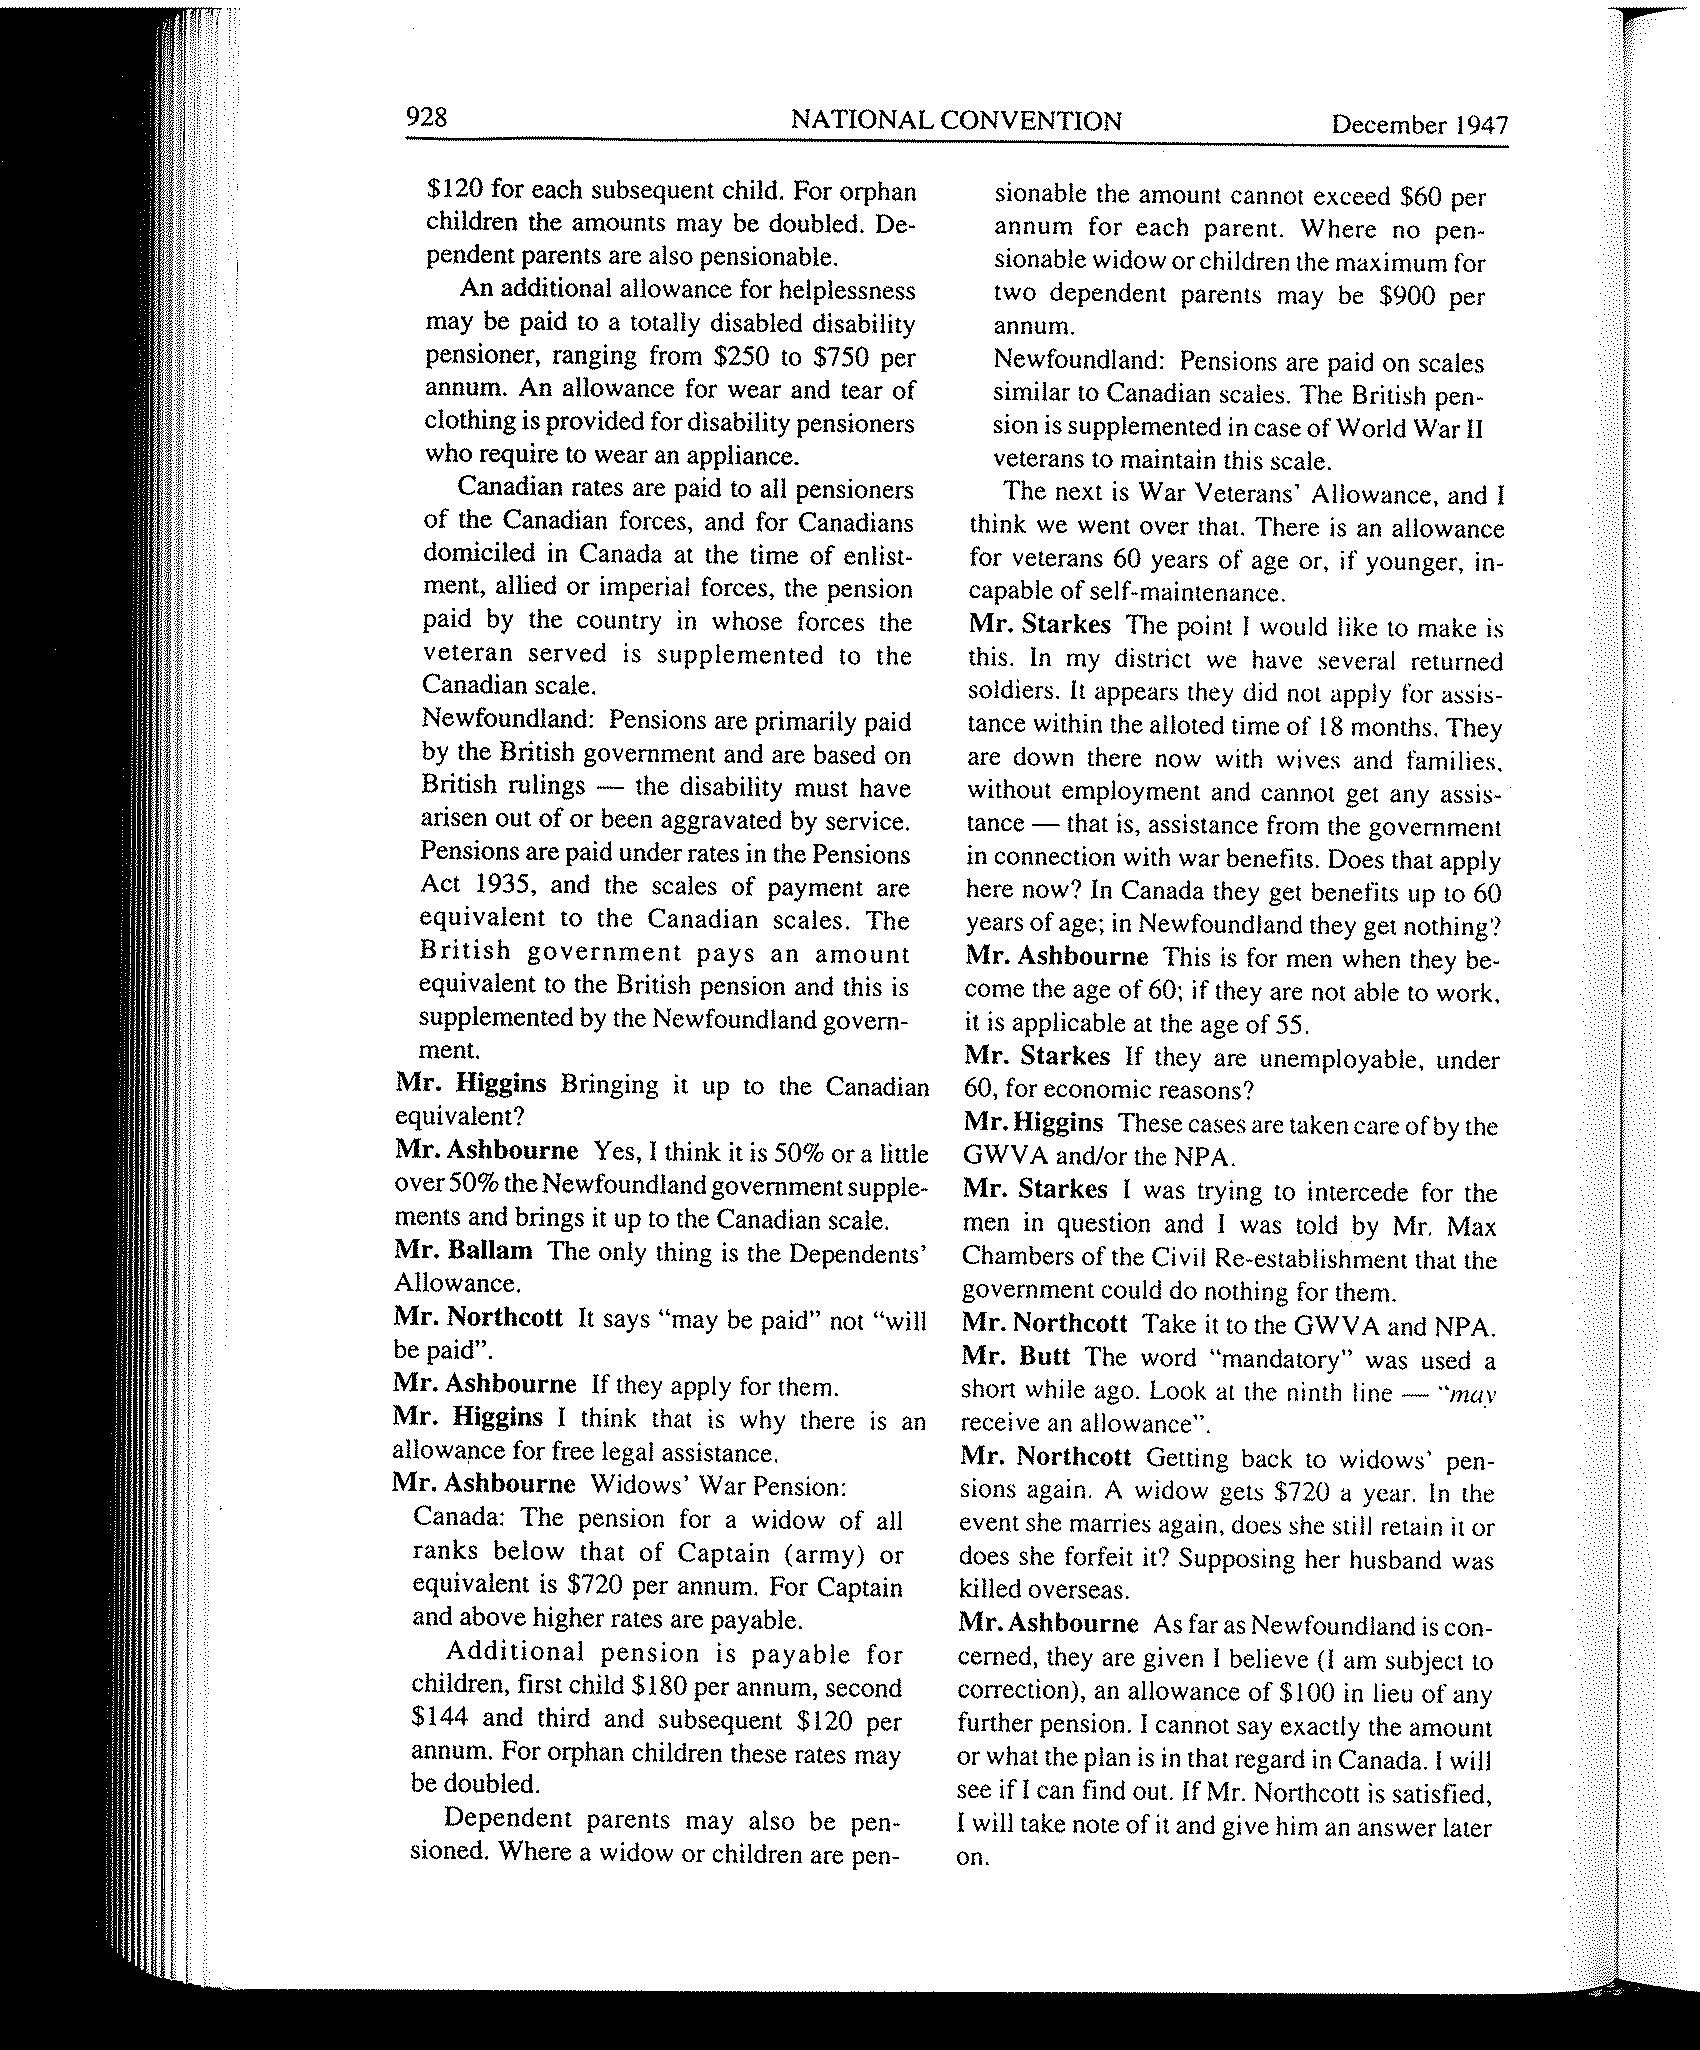 928 NATIONAL CONVENTION December 1947
$120 for each subsequent child. For orphan
children the amounts may be doubled. De-
pendent parents are also pensionable.
An additional allowance for helplessness
may be paid to a totally disabled disability
pensioner, ranging from $250 to $750 per
annum. An allowance for wear and tear of
clothing is provided for disability pensioners
who require to wear an appliance.
Canadian rates are paid to all pensioners
of the Canadian forces, and for Canadians
domiciled in Canada at the time of enlist-
ment, allied or imperial forces, the pension
paid by the country in whose forces the
veteran served is supplemented to the
Canadian scale.
Newfoundland: Pensions are primarily paid
by the British government and are based on
British rulings — the disability must have
arisen out of or been aggravated by service.
Pensions are paid under rates in the Pensions
Act 1935, and the scales of payment are
equivalent to the Canadian scales. The
British government pays an amount
equivalent to the British pension and this is
supplemented by the Newfoundland govern-
ment.
Mr. Higgins Bringing it up to the Canadian
equivalent?
Mr. Ashbourne Yes, I think it is 50% or a little
over 50% the Newfoundland government supple-
ments and brings it up to the Canadian scale.
Mr. Ballam The only thing is the Dependents'
Allowance.
Mr. Northcott It says "may be paid" not "will
be paid".
Mr. Ashbourne If they apply for them.
Mr. Higgins I think that is why there is an
allowance for free legal assistance.
Mr. Ashbourne Widows' War Pension:
Canada: The pension for a widow of all
ranks below that of Captain (army) or
equivalent is $720 per annum. For Captain
and above higher rates are payable.
Additional pension is payable for
children, first child $180 per annum, second
$144 and third and subsequent $120 per
annum. For orphan children these rates may
be doubled.
Dependent parents may also be pen-
sioned. Where a widow or children are pen-
sionable the amount cannot exceed $60 per
annum for each parent. Where no pen-
sionable widow or children the maximum for
two dependent parents may be $900 per
annum.
Newfoundland: Pensions are paid on scales
similar to Canadian scales. The British pen-
sion is supplemented in case of World War II
veterans to maintain this scale.
The next is War Veterans' Allowance, and I
think we went over that. There is an allowance
for veterans 60 years of age or, if younger, in-
capable of self-maintenance.
Mr. Starkes The point I would like to make is
this. In my district we have several returned
soldiers. It appears they did not apply for assis-
tance within the alloted time of 18 months. They
are down there now with wives and families,
without employment and cannot get any assis-
tance — that is, assistance from the government
in connection with war benefits. Does that apply
here now? In Canada they get benefits up to 60
years of age; in Newfoundland they get nothing?
Mr. Ashbourne This is for men when they be-
come the age of 60; if they are not able to work,
it is applicable at the age of 55.
Mr. Starkes If they are unemployable, under
60, for economic reasons?
Mr. Higgins These cases are taken care of by the
GWVA and/or the NPA.
Mr. Starkes I was trying to intercede for the
men in question and I was told by Mr. Max
Chambers of the Civil Re-establishment that the
government could do nothing for them.
Mr. Northcott Take it to the GWVA and NPA.
Mr. Butt The word "mandatory" was used a
short while ago. Look at the ninth line — "may
receive an allowance".
Mr. Northcott Getting back to widows' pen-
sions again. A widow gets $720 a year. In the
event she marries again, does she still retain it or
does she forfeit it? Supposing her husband was
killed overseas.
Mr. Ashbourne As far as Newfoundland is con-
cerned, they are given I believe (I am subject to
correction), an allowance of $100 in lieu of any
further pension. I cannot say exactly the amount
or what the plan is in that regard in Canada. I will
see if I can find out. If Mr. Northcott is satisfied,
I will take note of it and give him an answer later
on.